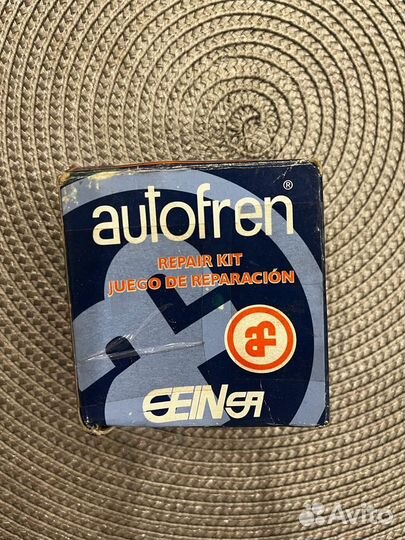 autofren®
REPAIR KIT
JUEGO DE REPARACIÓN
af
SEINSA
Avito